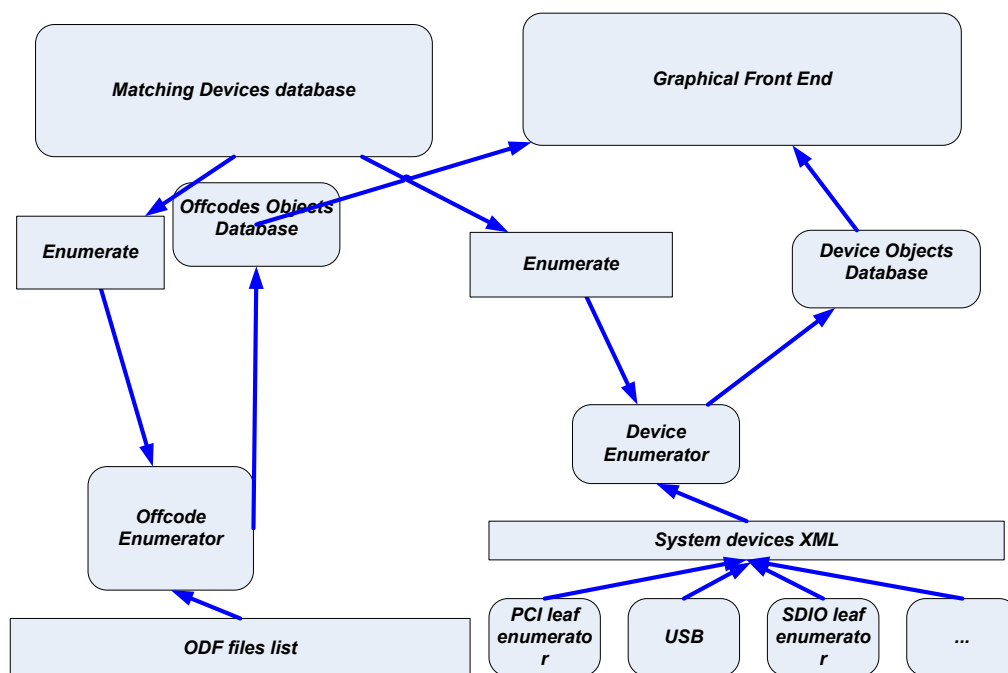 Matching Devices database
Graphical Front End
Offcodes Objects
Database
Enumerate
Enumerate
Device Objects
Database
Device
Enumerator
Offcode
Enumerator
System devices XML
PCI leaf
enumerato
r
USB
SDIO leaf
enumerato
r
...
ODF files list